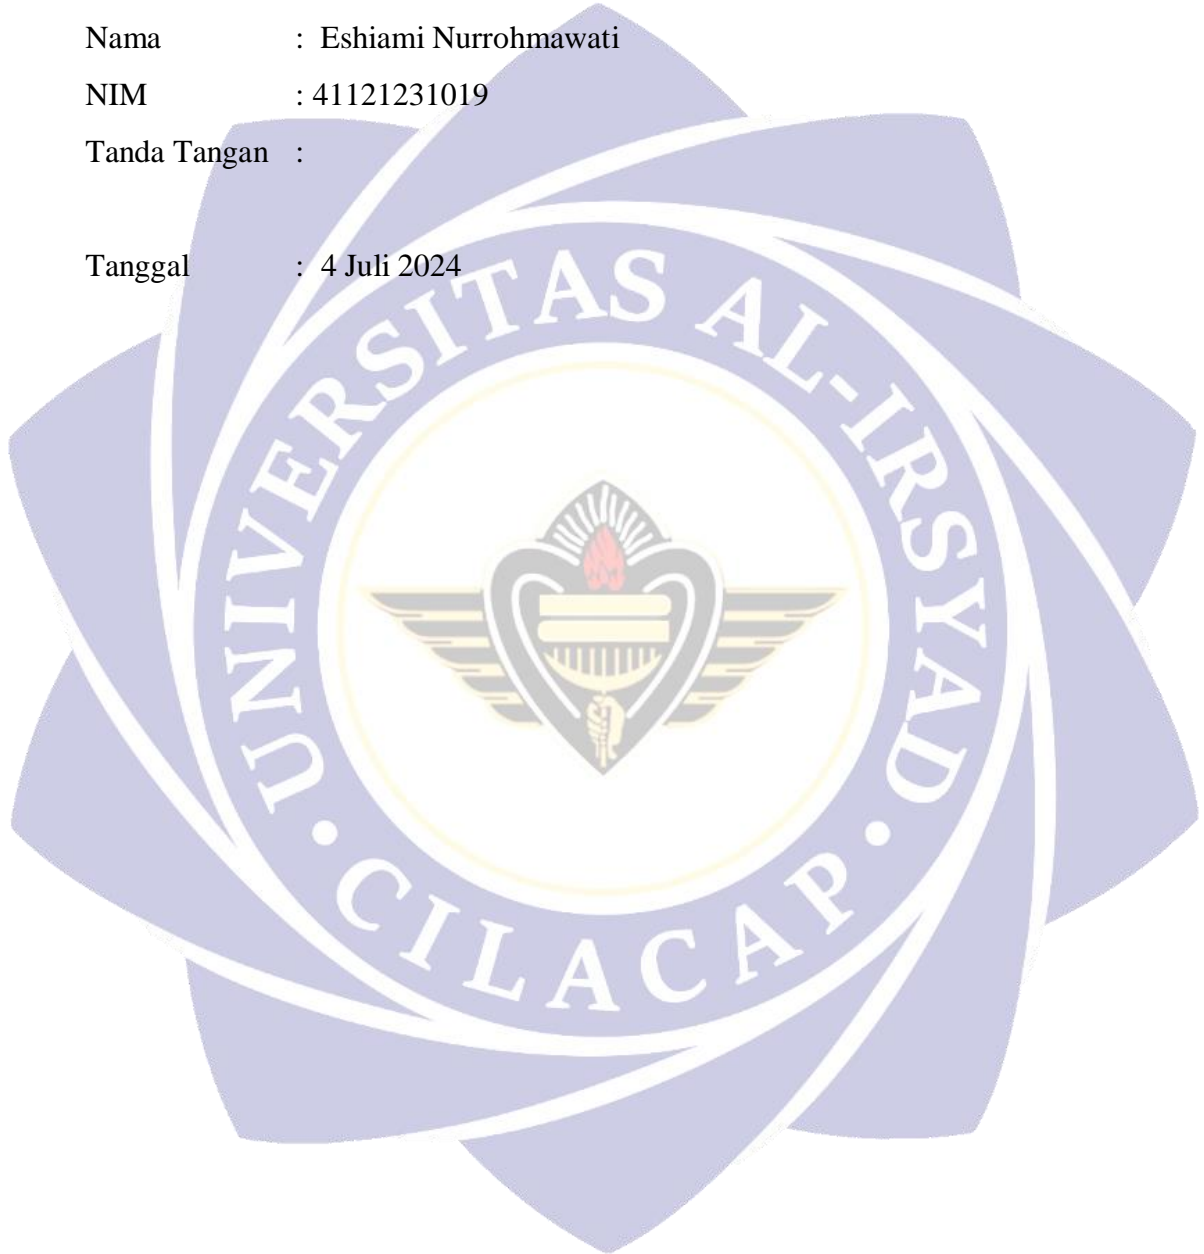 Nama : Eshiami Nurrohmawati
NIM : 41121231019
Tanda Tangan :
Tanggal : 4 Juli 2024
UNIVERSITAS AL-IRSYAD
• CILACAP •